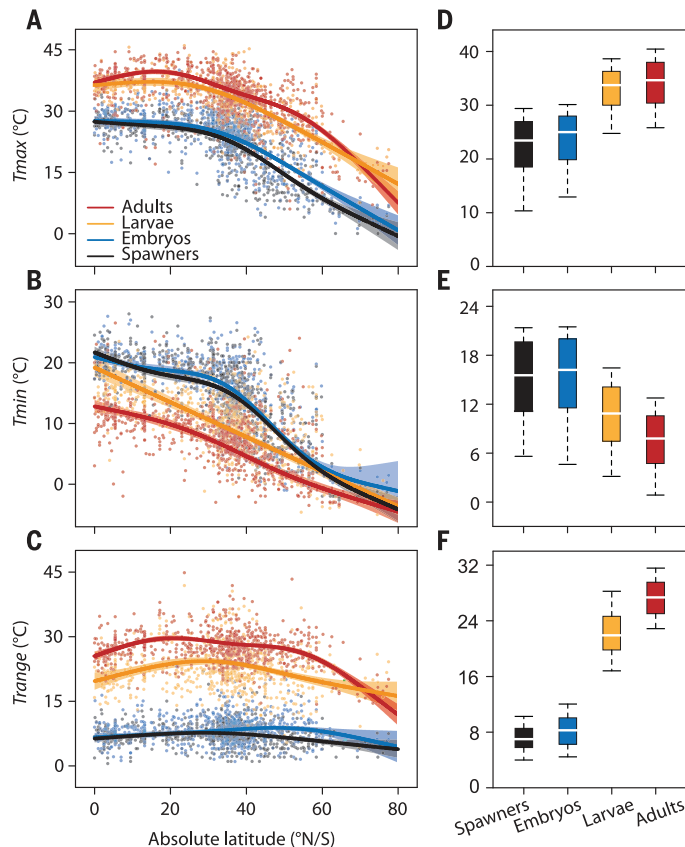 A
45
30
15
0
Tmax (°C)
Adults
Larvae
Embryos
Spawners
D
40
30
20
10
0
B
30
20
10
0
Tmin (°C)
E
24
18
12
6
0
C
45
30
15
0
Trange (°C)
0
20
40
60
80
Absolute latitude (°N/S)
F
32
24
16
8
0
Spawners
Embryos
Larvae
Adults